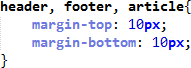 header, footer, article{
    margin-top: 10px;
    margin-bottom: 10px;
}